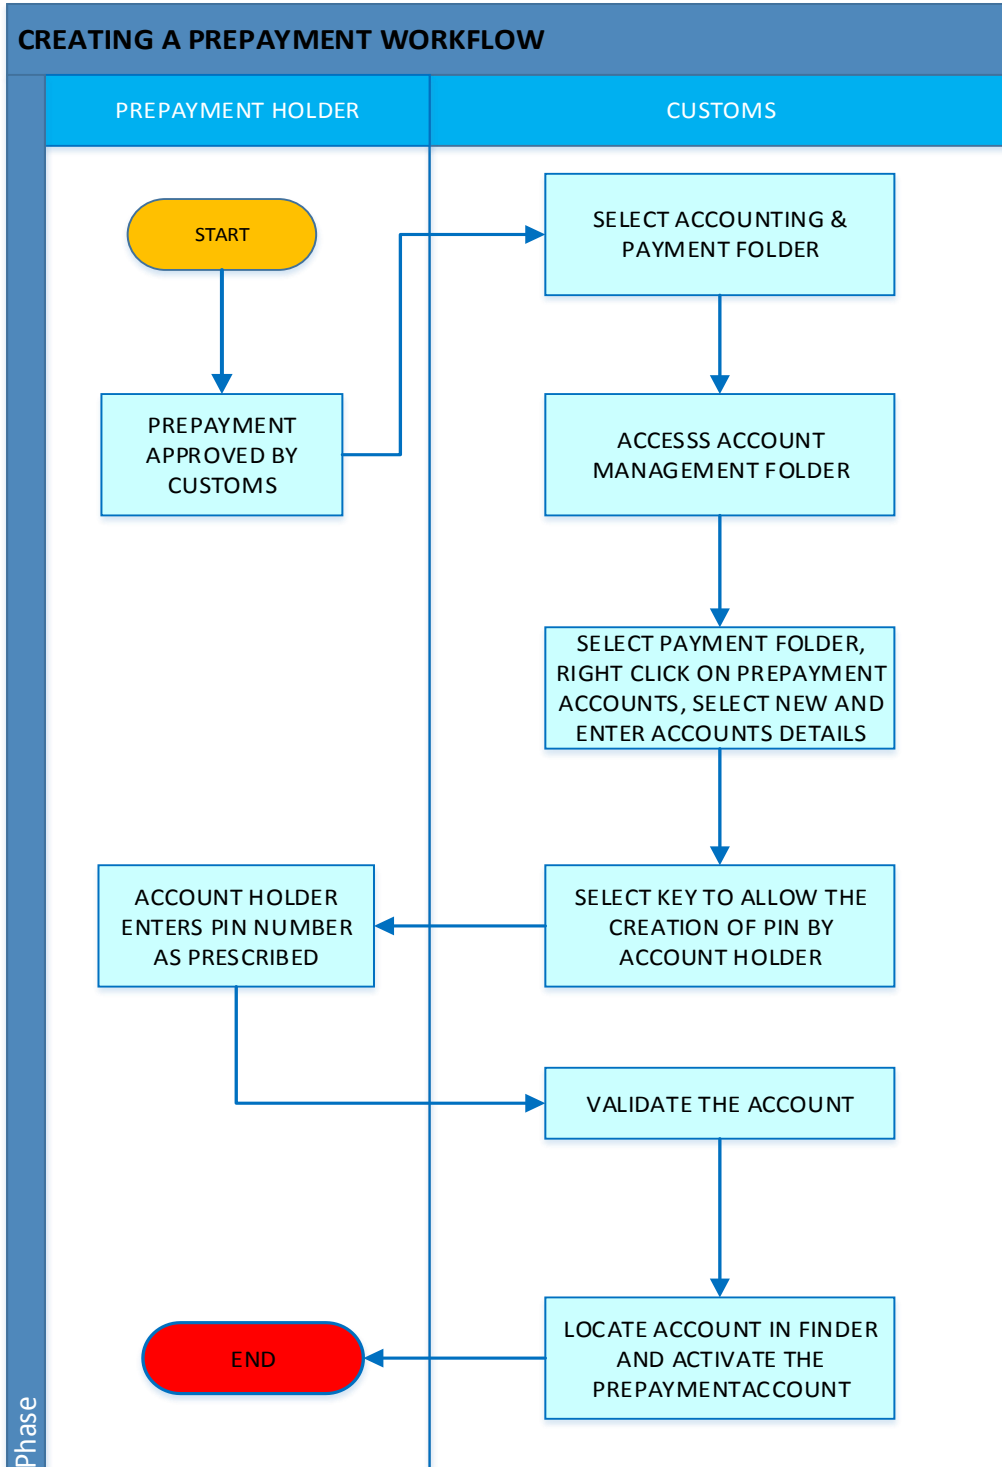 CREATING A PREPAYMENT WORKFLOW
PREPAYMENT HOLDER
CUSTOMS
START
SELECT ACCOUNTING &
PAYMENT FOLDER
PREPAYMENT
APPROVED BY
CUSTOMS
ACCESSS ACCOUNT
MANAGEMENT FOLDER
SELECT PAYMENT FOLDER,
RIGHT CLICK ON PREPAYMENT
ACCOUNTS, SELECT NEW AND
ENTER ACCOUNTS DETAILS
SELECT KEY TO ALLOW THE
CREATION OF PIN BY
ACCOUNT HOLDER
ACCOUNT HOLDER
ENTERS PIN NUMBER
AS PRESCRIBED
VALIDATE THE ACCOUNT
LOCATE ACCOUNT IN FINDER
AND ACTIVATE THE
PREPAYMENTACCOUNT
END
Phase